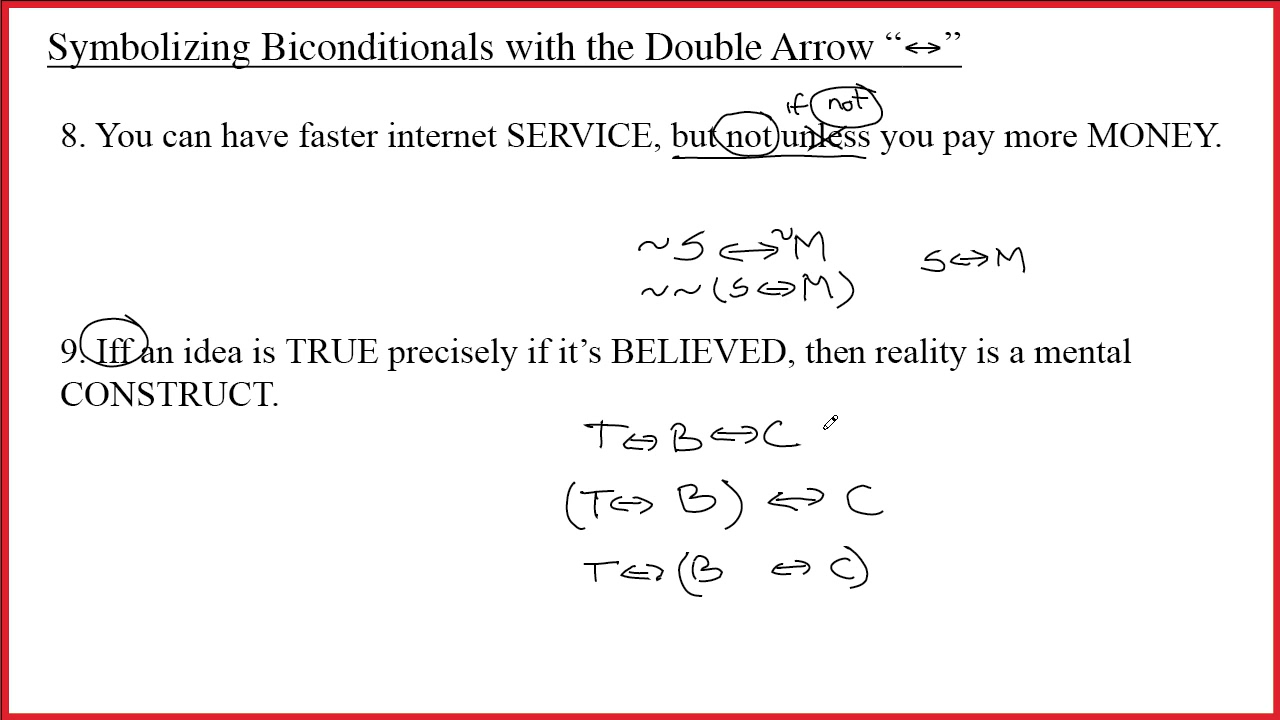 Symbolizing Biconditionals with the Double Arrow “↔”
if not
8. You can have faster internet SERVICE, but not unless you pay more MONEY.
~S ↔ ~M
S ↔ M
~~(S ↔ M)
9. Iff an idea is TRUE precisely if it’s BELIEVED, then reality is a mental
CONSTRUCT.
T ↔ B ↔ C
(T ↔ B) ↔ C
T ↔ (B ↔ C)